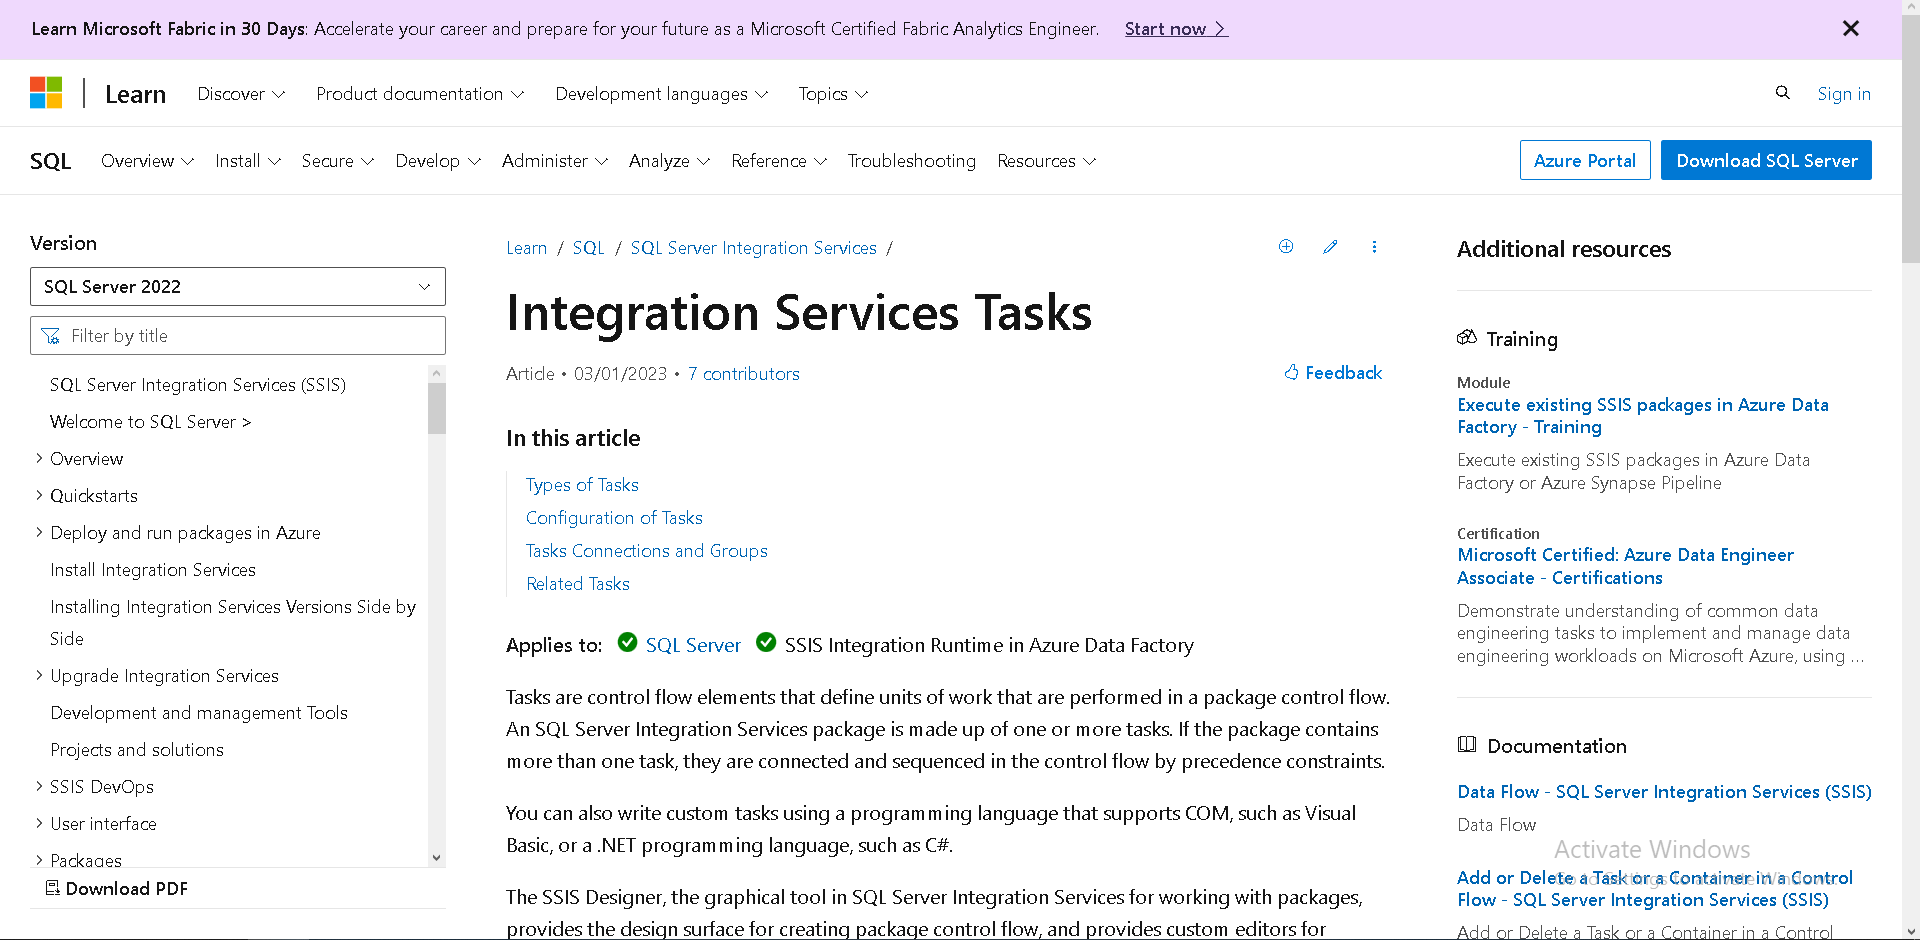 Learn Microsoft Fabric in 30 Days: Accelerate your career and prepare for your future as a Microsoft Certified Fabric Analytics Engineer. Start now
Learn Discover Product documentation Development languages Topics Sign in
SQL Overview Install Secure Develop Administer Analyze Reference Troubleshooting Resources Azure Portal Download SQL Server
Version
SQL Server 2022
Filter by title
SQL Server Integration Services (SSIS)
Welcome to SQL Server >
Overview
Quickstarts
Deploy and run packages in Azure
Install Integration Services
Installing Integration Services Versions Side by
Side
Upgrade Integration Services
Development and management Tools
Projects and solutions
SSIS DevOps
User interface
Packages
Download PDF
Learn / SQL / SQL Server Integration Services /
Integration Services Tasks
Article • 03/01/2023 • 7 contributors
Feedback
In this article
Types of Tasks
Configuration of Tasks
Tasks Connections and Groups
Related Tasks
Applies to: SQL Server SSIS Integration Runtime in Azure Data Factory
Tasks are control flow elements that define units of work that are performed in a package control flow.
An SQL Server Integration Services package is made up of one or more tasks. If the package contains
more than one task, they are connected and sequenced in the control flow by precedence constraints.
You can also write custom tasks using a programming language that supports COM, such as Visual
Basic, or a .NET programming language, such as C#.
The SSIS Designer, the graphical tool in SQL Server Integration Services for working with packages,
provides the design surface for creating package control flow, and provides custom editors for
Additional resources
Training
Module
Execute existing SSIS packages in Azure Data
Factory - Training
Execute existing SSIS packages in Azure Data
Factory or Azure Synapse Pipeline
Certification
Microsoft Certified: Azure Data Engineer
Associate - Certifications
Demonstrate understanding of common data
engineering tasks to implement and manage data
engineering workloads on Microsoft Azure, using ...
Documentation
Data Flow - SQL Server Integration Services (SSIS)
Data Flow
Activate Windows
Go to Settings to activate Windows.
Add or Delete a Task or a Container in a Control
Flow - SQL Server Integration Services (SSIS)
Add or Delete a Task or a Container in a Control